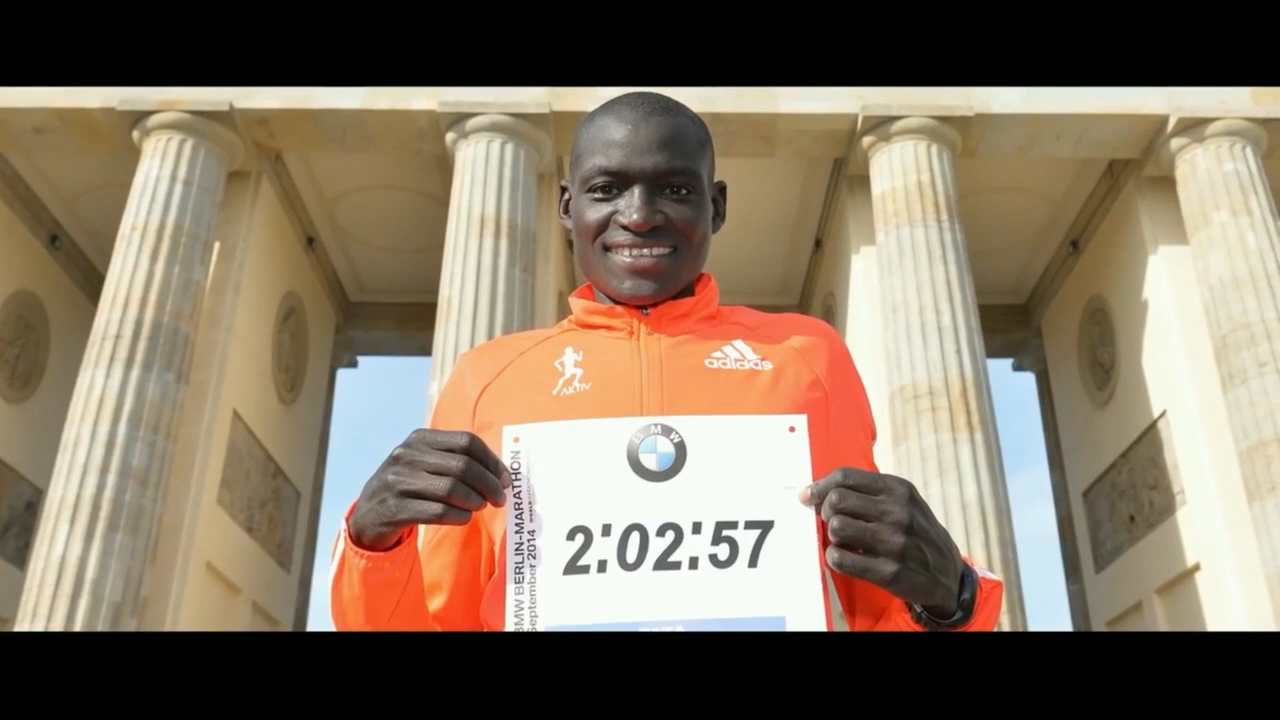 AKTIV
adidas
BMW
BMW BERLIN-MARATHON
September 2014
2:02:57